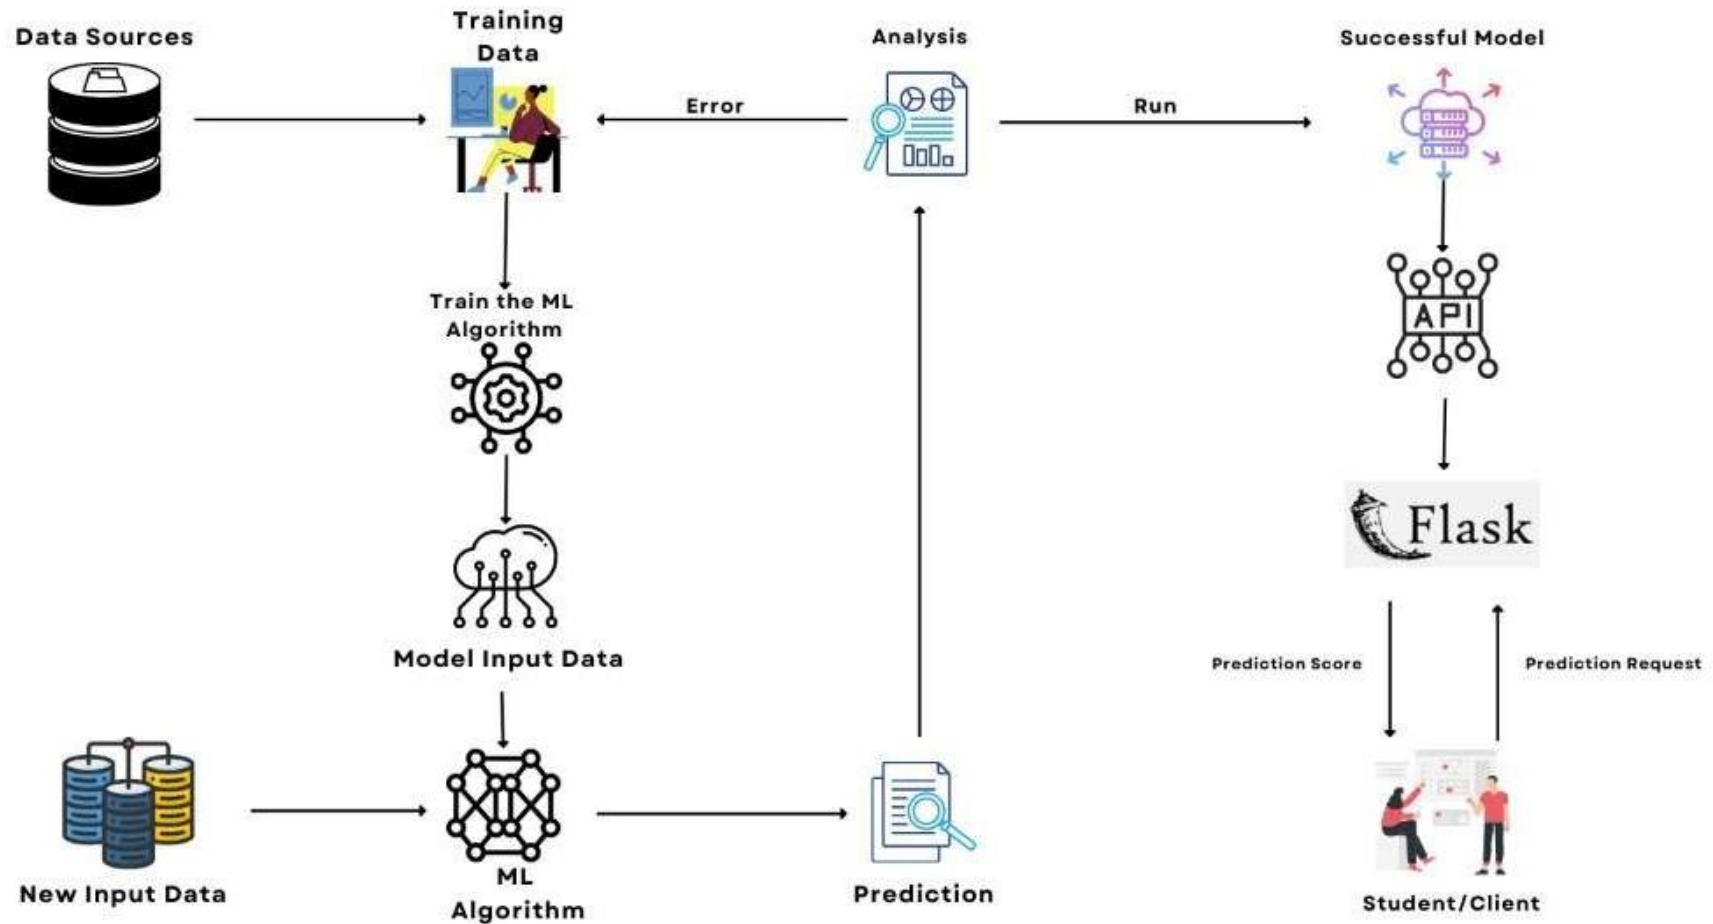 Data Sources
Training
Data
Analysis
Successful Model
Error
Run
Train the ML
Algorithm
API
Flask
Model Input Data
Prediction Score
Prediction Request
New Input Data
ML
Algorithm
Prediction
Student/Client